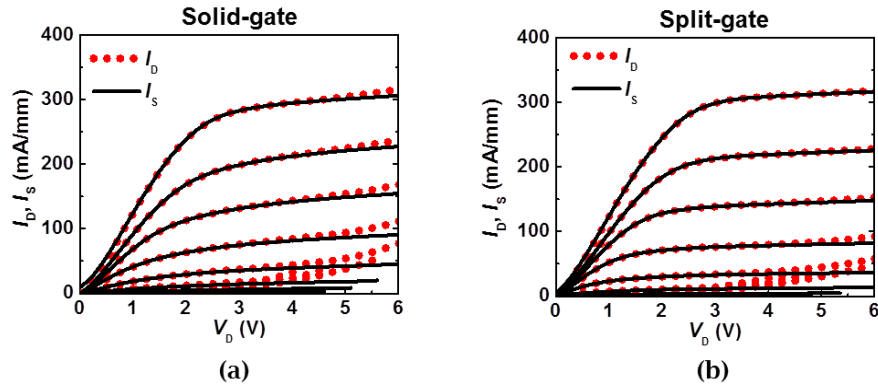 Solid-gate
400
300
200
100
0
I_D, I_S (mA/mm)
I_D
I_S
0 1 2 3 4 5 6
V_D (V)
(a)
Split-gate
400
300
200
100
0
I_D, I_S (mA/mm)
I_D
I_S
0 1 2 3 4 5 6
V_D (V)
(b)